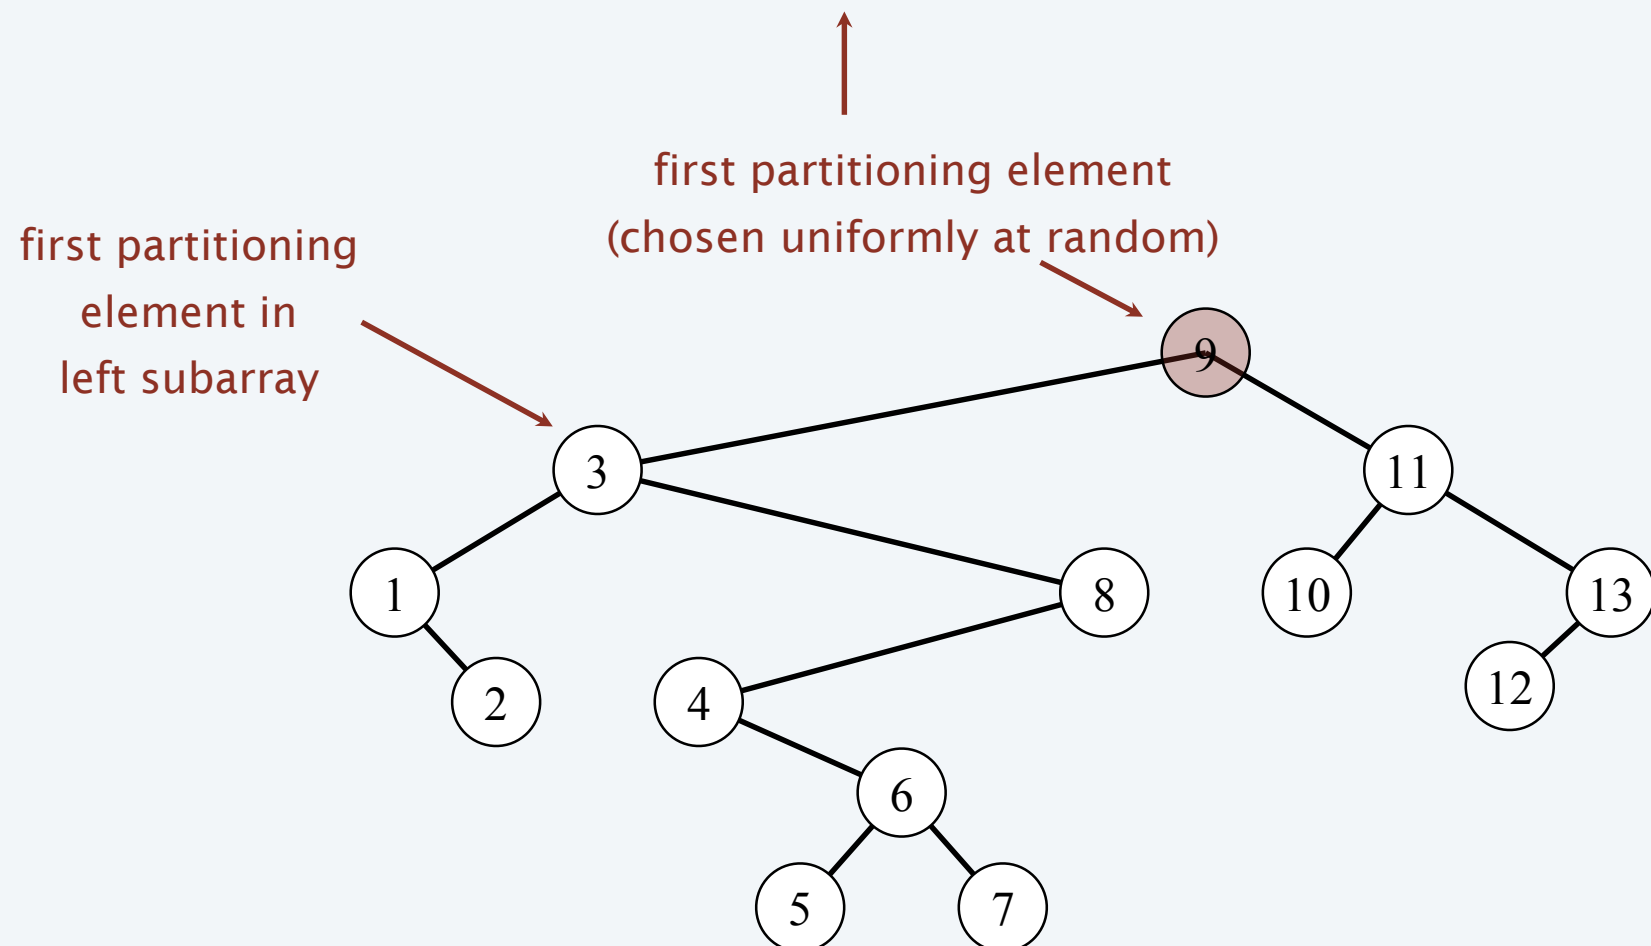 first partitioning element
(chosen uniformly at random)
first partitioning
element in
left subarray
9
3
11
1
8
10
13
2
4
12
6
5
7